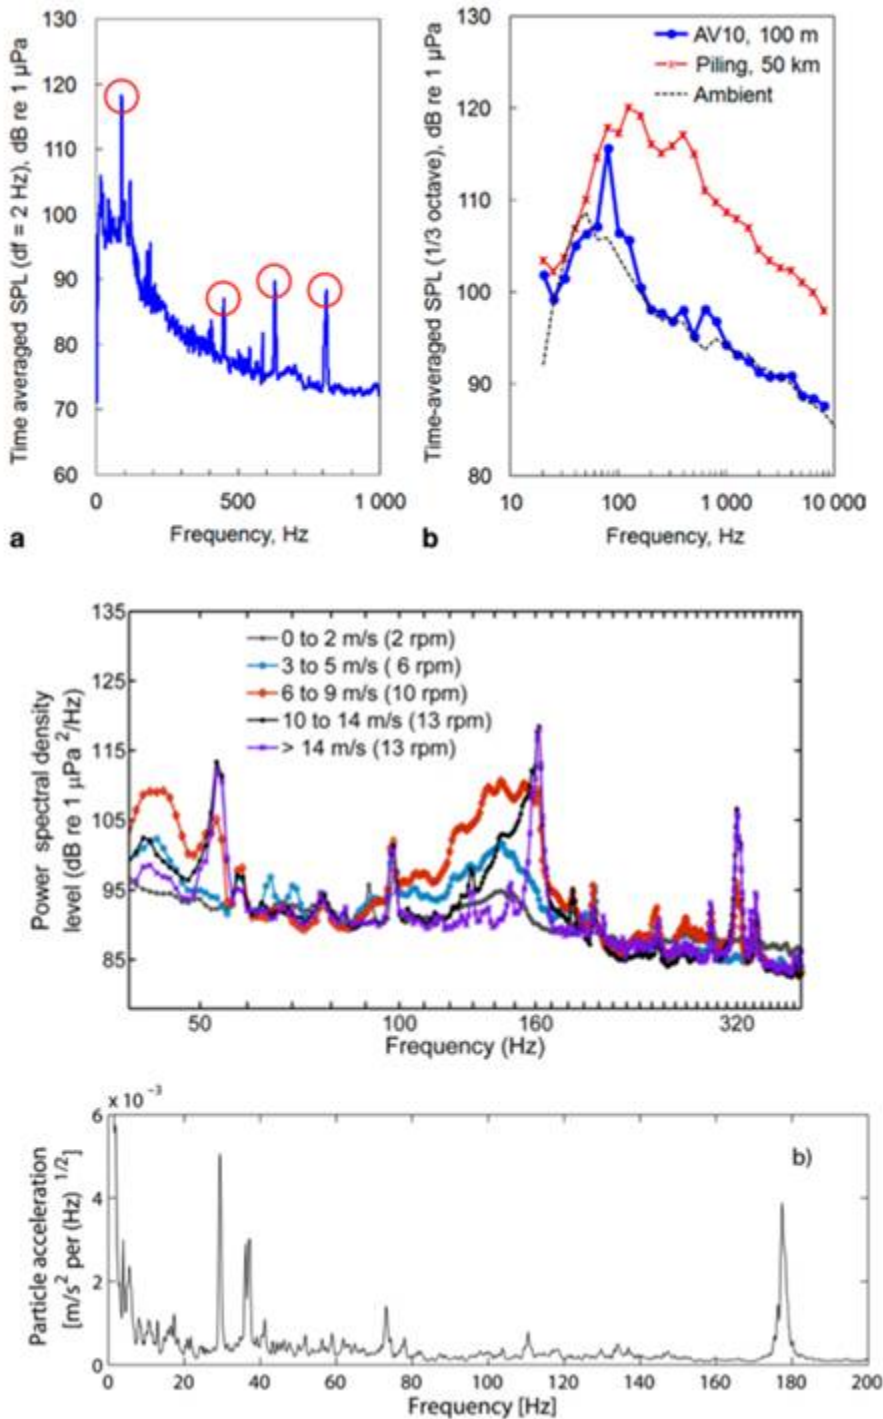 Time averaged SPL (df = 2 Hz), dB re 1 µPa
130
120
110
100
90
80
70
60
0
500
1 000
Frequency, Hz
a
Time-averaged SPL (1/3 octave), dB re 1 µPa
130
120
110
100
90
80
AV10, 100 m
Piling, 50 km
Ambient
10
100
1 000
10 000
Frequency, Hz
b
Power spectral density
level (dB re 1 µPa ²/Hz)
135
125
115
105
95
85
0 to 2 m/s (2 rpm)
3 to 5 m/s ( 6 rpm)
6 to 9 m/s (10 rpm)
10 to 14 m/s (13 rpm)
> 14 m/s (13 rpm)
50
100
160
320
Frequency (Hz)
x 10 ⁻³
Particle acceleration
[m/s² per (Hz) ¹/²]
6
4
2
0
b)
0
20
40
60
80
100
120
140
160
180
200
Frequency [Hz]